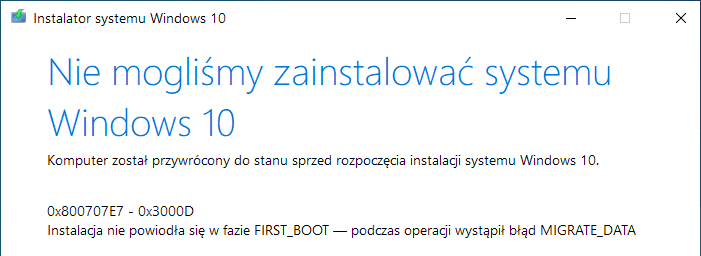 Instalator systemu Windows 10
Nie mogliśmy zainstalować systemu
Windows 10
Komputer został przywrócony do stanu sprzed rozpoczęcia instalacji systemu Windows 10.
0x800707E7 - 0x3000D
Instalacja nie powiodła się w fazie FIRST_BOOT — podczas operacji wystąpił błąd MIGRATE_DATA